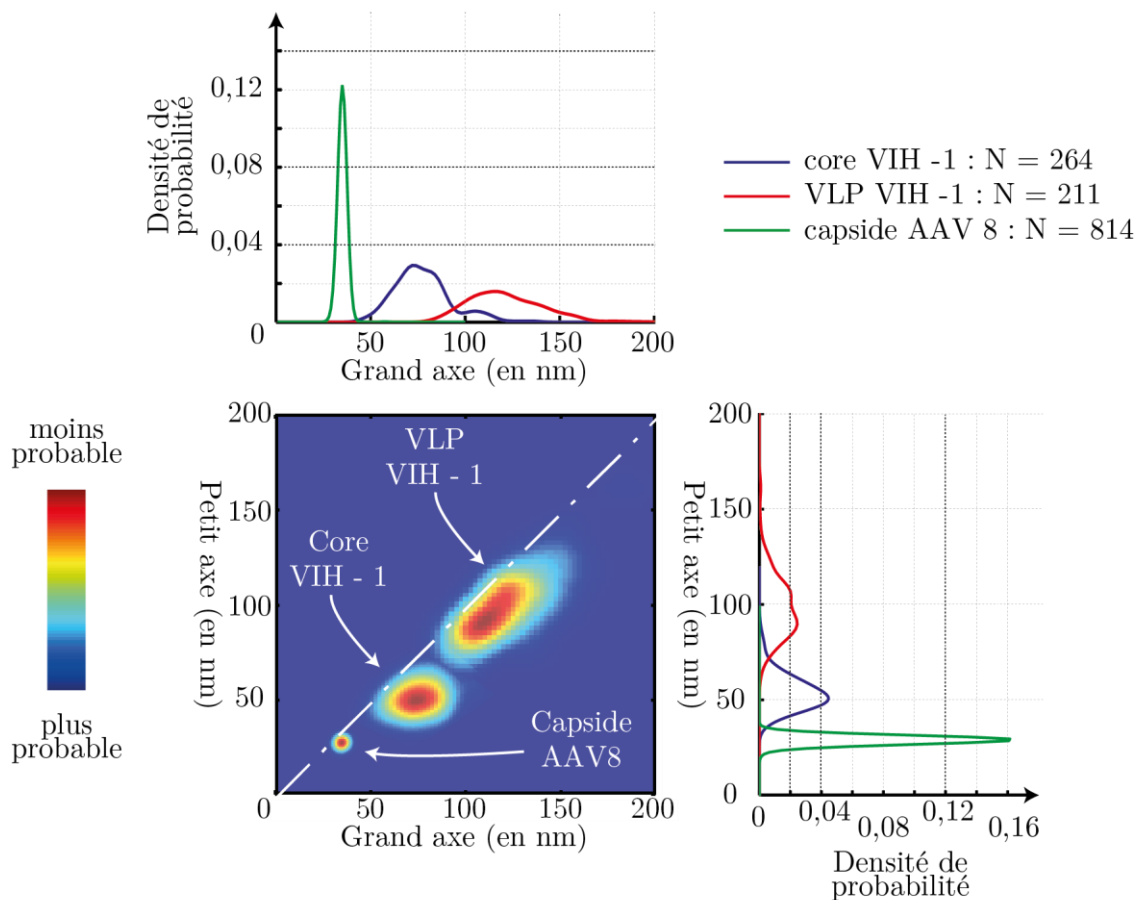 Densité de
probabilité
0,12
0,08
0,04
0
50
100
150
200
Grand axe (en nm)
core VIH -1 : N = 264
VLP VIH -1 : N = 211
capside AAV 8 : N = 814
moins
probable
plus
probable
Petit axe (en nm)
200
150
100
50
0
VLP
VIH - 1
Core
VIH - 1
Capside
AAV8
50
100
150
200
Grand axe (en nm)
Petit axe (en nm)
200
150
100
50
0
0
0,04
0,08
0,12
0,16
Densité de
probabilité